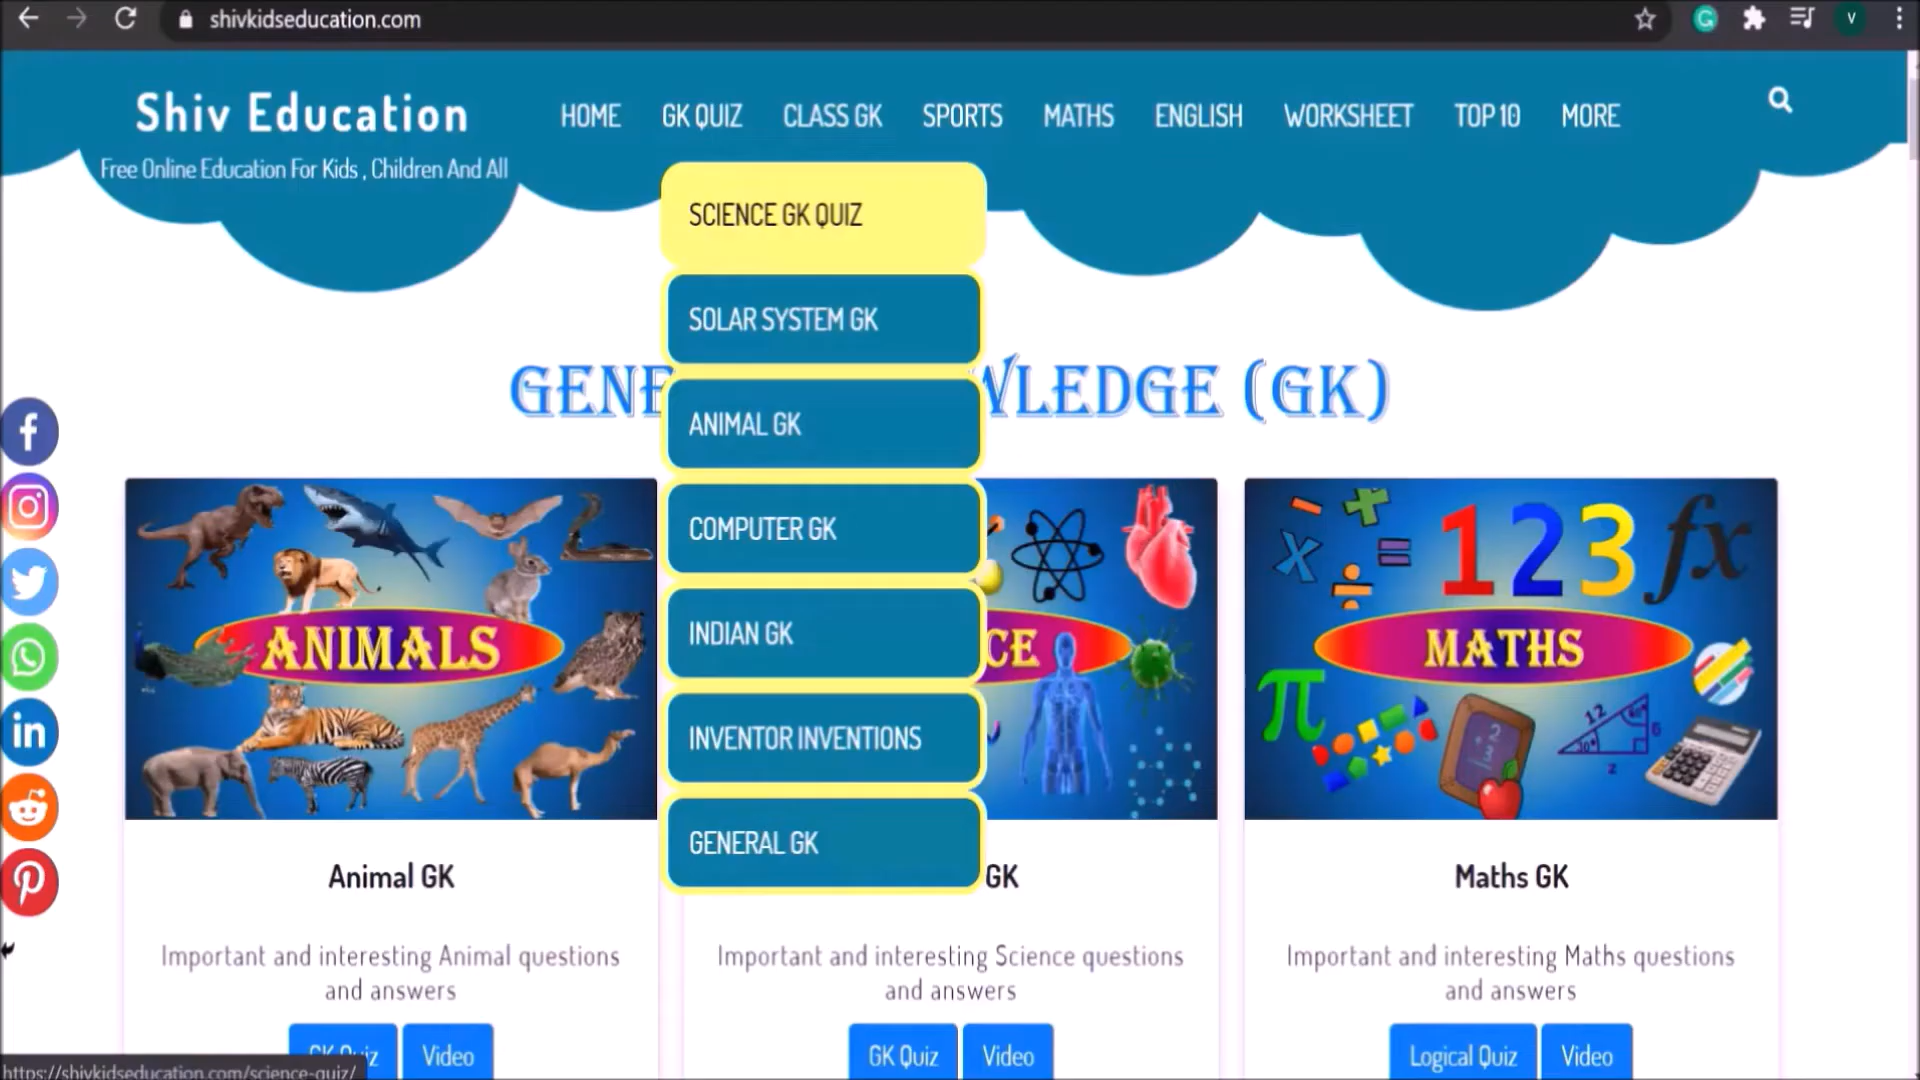 shivkidseducation.com
V
Shiv Education
Free Online Education For Kids , Children And All
HOME
GK QUIZ
CLASS GK
SPORTS
MATHS
ENGLISH
WORKSHEET
TOP 10
MORE
SCIENCE GK QUIZ
SOLAR SYSTEM GK
ANIMAL GK
COMPUTER GK
INDIAN GK
INVENTOR INVENTIONS
GENERAL GK
(GK)
ANIMALS
123
fx
MATHS
π
12
Animal GK
GK
Maths GK
Important and interesting Animal questions
and answers
Important and interesting Science questions
and answers
Important and interesting Maths questions
and answers
GK Quiz
Video
GK Quiz
Video
Logical Quiz
Video
https://shivkidseducation.com/science-quiz/